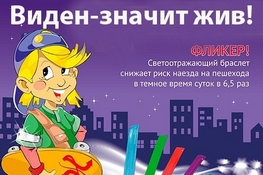 Виден-значит жив!
ФЛИКЕР!
Светоотражающий браслет
снижает риск наезда на пешехода
в темное время суток в 6,5 раз